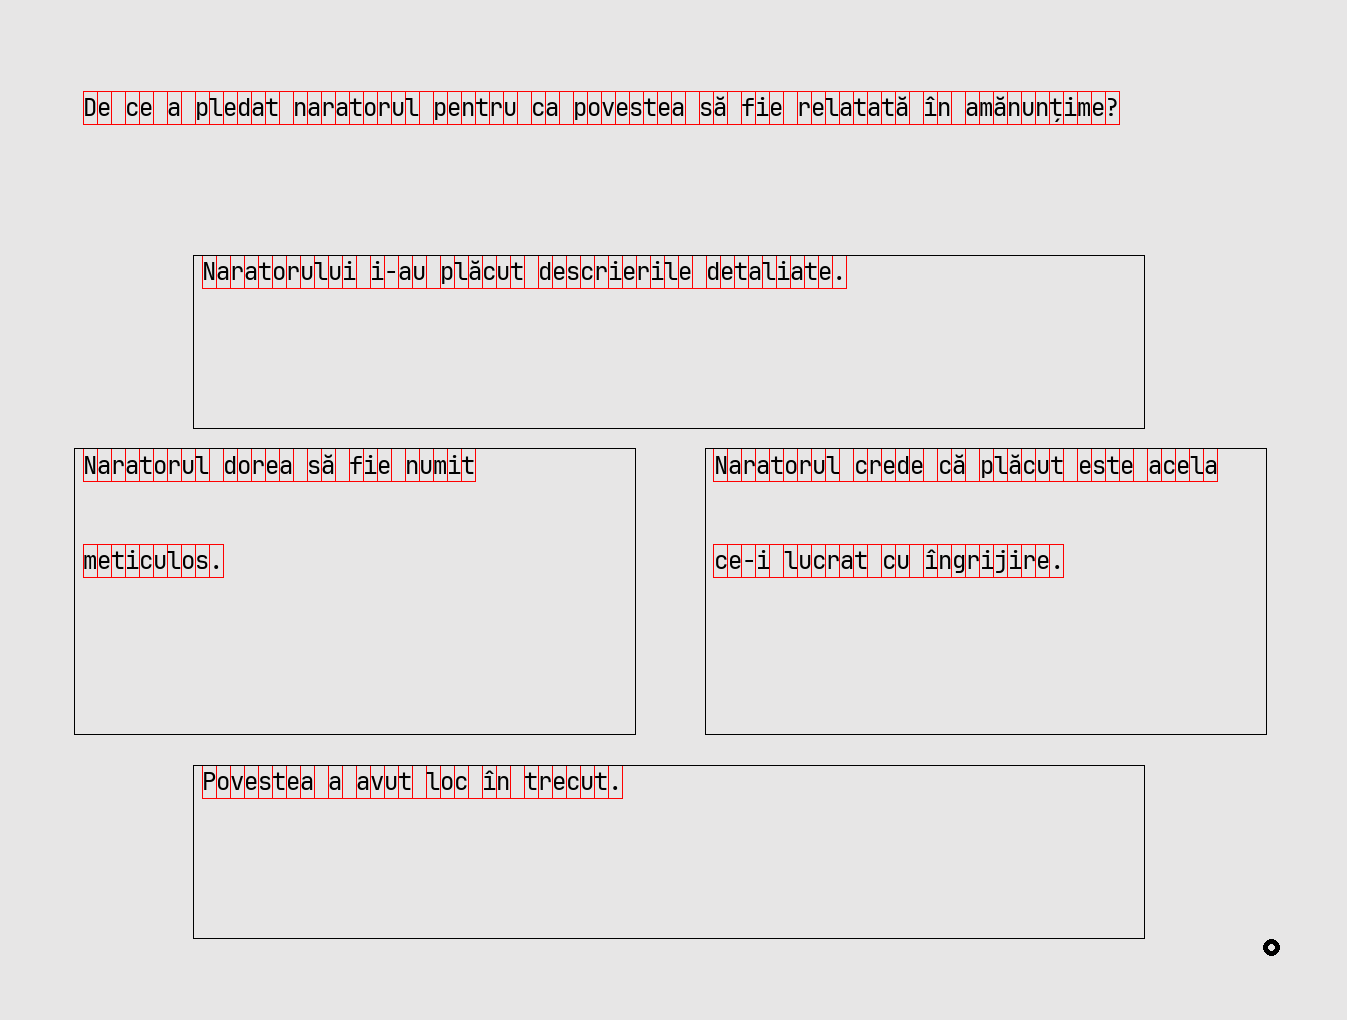 De ce a pledat naratorul pentru ca povestea să fie relatată în amănunțime?
Naratorului i-au plăcut descrierile detaliate.
Naratorul dorea să fie numit
meticulos.
Naratorul crede că plăcut este acela
ce-i lucrat cu îngrijire.
Povestea a avut loc în trecut.